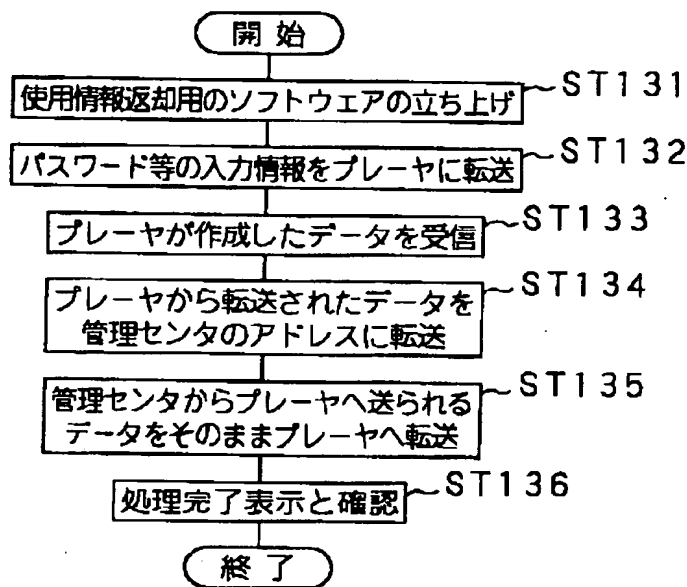 開始
使用情報返却用のソフトウェアの立ち上げ ST131
パスワード等の入力情報をプレーヤに転送 ST132
プレーヤが作成したデータを受信 ST133
プレーヤから転送されたデータを ST134
管理センタのアドレスに転送
管理センタからプレーヤへ送られる ST135
データをそのままプレーヤへ転送
処理完了表示と確認 ST136
終了